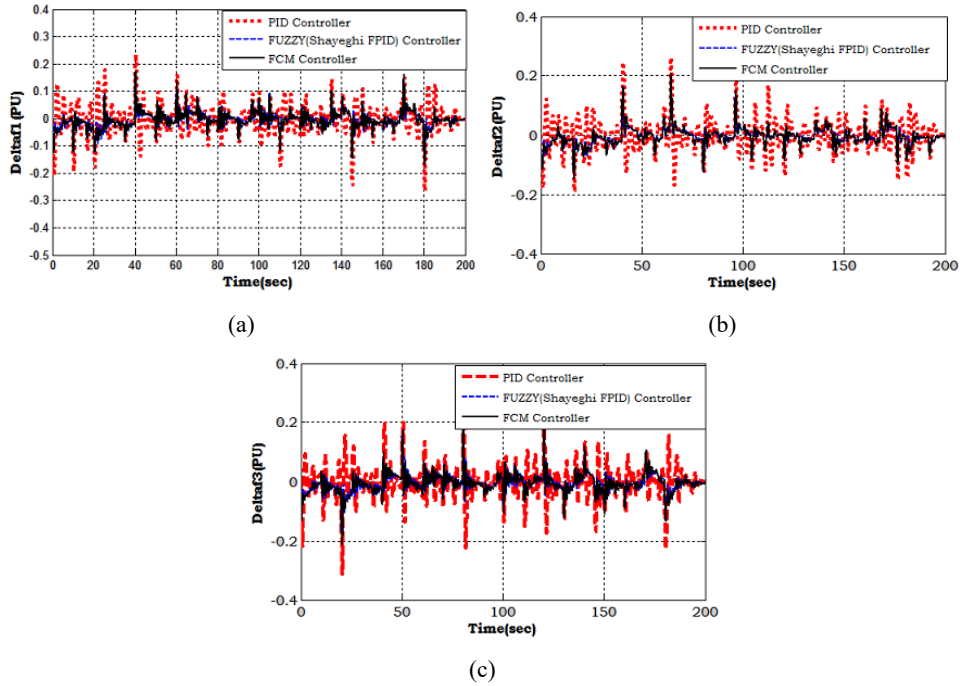 0.4
0.3
0.2
0.1
0
-0.1
-0.2
-0.3
-0.4
-0.5
Deltaf1 (PU)
PID Controller
FUZZY(Shayeghi FPID) Controller
FCM Controller
0 20 40 60 80 100 120 140 160 180 200
Time(sec)
(a)
0.4
0.2
0
-0.2
-0.4
Deltaf2(PU)
PID Controller
FUZZY(Shayeghi FPID) Controller
FCM Controller
0 50 100 150 200
Time(sec)
(b)
0.4
0.2
0
-0.2
-0.4
Deltaf3(PU)
PID Controller
FUZZY(Shayeghi FPID) Controller
FCM Controller
0 50 100 150 200
Time(sec)
(c)